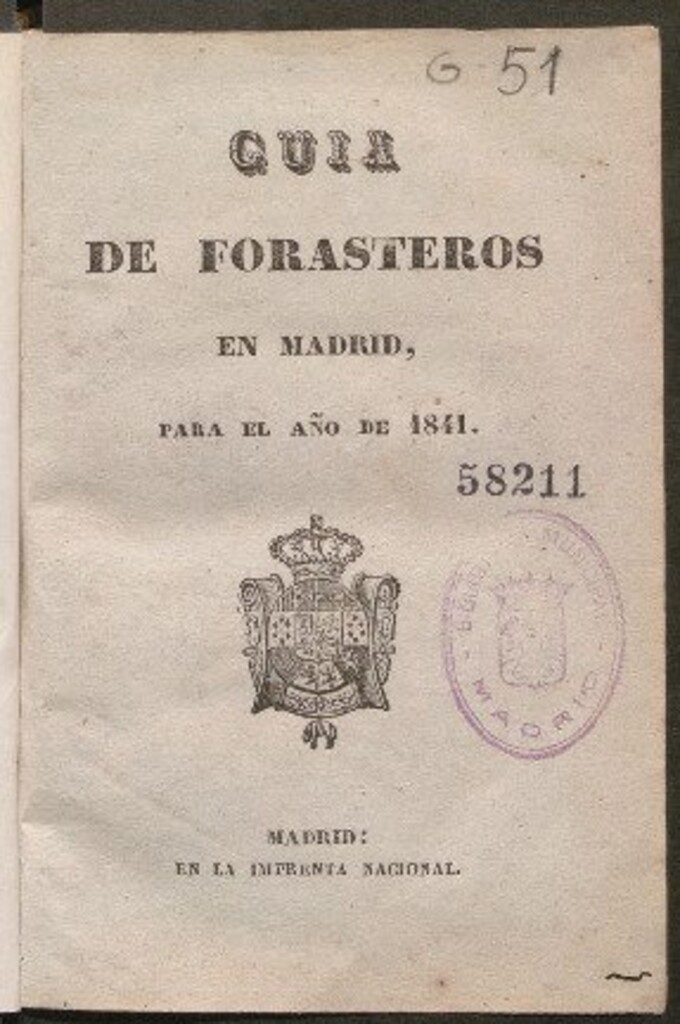 G-51
GUIA
DE FORASTEROS
EN MADRID,
PARA EL AÑO DE 1841.
58211
MADRID
MADRID:
EN LA IMPRENTA NACIONAL.